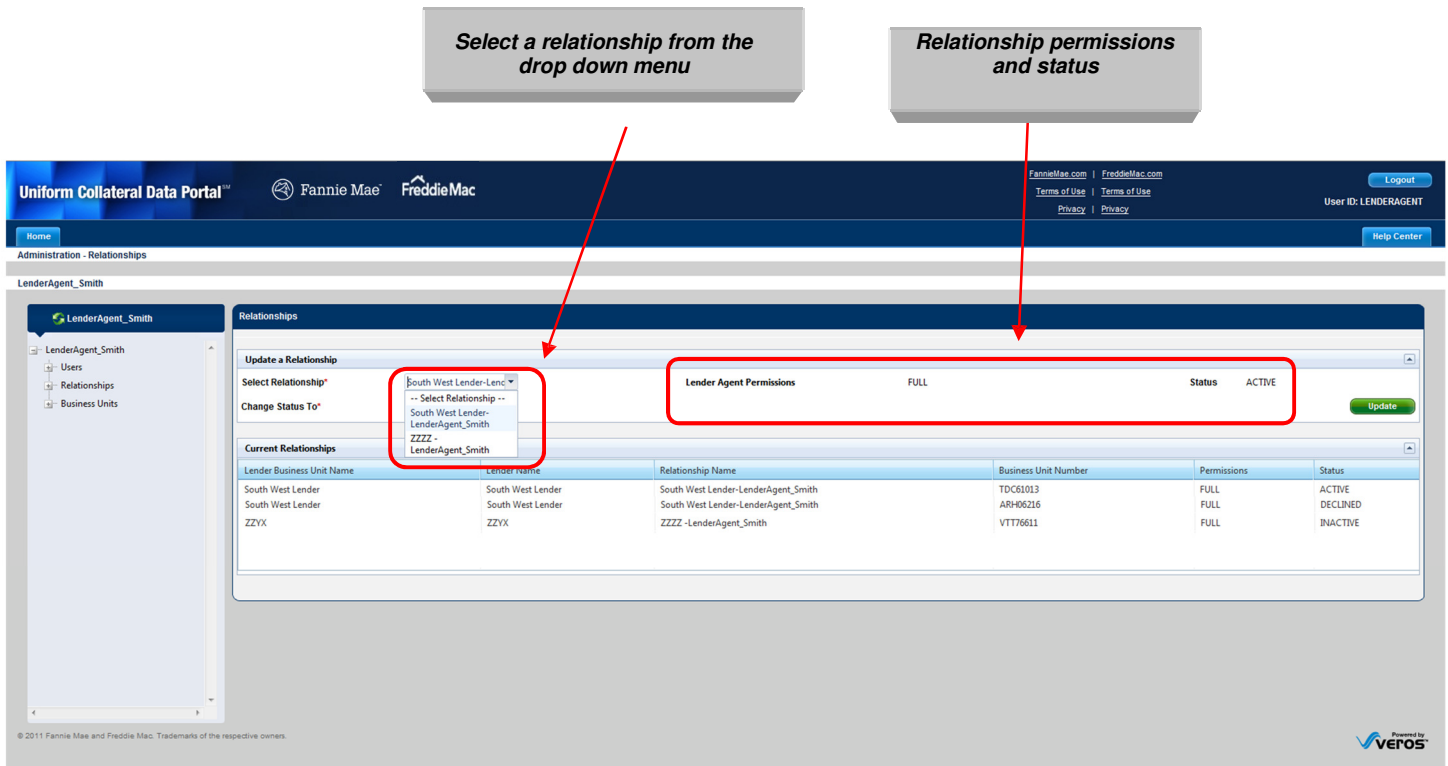 Select a relationship from the
drop down menu
Relationship permissions
and status
Uniform Collateral Data Portal℠
Fannie Mae
Freddie Mac
FannieMae.com | FreddieMac.com
Terms of Use | Terms of Use
Privacy | Privacy
Logout
User ID: LENDERAGENT
Home
Help Center
Administration - Relationships
LenderAgent_Smith
LenderAgent_Smith
LenderAgent_Smith
Users
Relationships
Business Units
Relationships
Update a Relationship
Select Relationship* South West Lender-Lenc Lender Agent Permissions FULL Status ACTIVE
Change Status To*
-- Select Relationship --
South West Lender-
LenderAgent_Smith
ZZZZ -
LenderAgent_Smith
Update
Current Relationships
Lender Business Unit Name Lender Name Relationship Name Business Unit Number Permissions Status
South West Lender South West Lender South West Lender-LenderAgent_Smith TDC61013 FULL ACTIVE
South West Lender South West Lender South West Lender-LenderAgent_Smith ARH06216 FULL DECLINED
ZZYX ZZYX ZZZZ -LenderAgent_Smith VTT76611 FULL INACTIVE
© 2011 Fannie Mae and Freddie Mac. Trademarks of the respective owners.
Powered by
veros